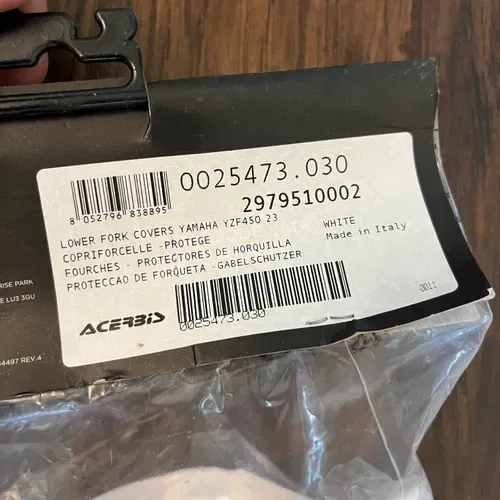 0025473.030
2979510002
8 052796 838895
LOWER FORK COVERS YAMAHA YZF450 23
COPRIFORCELLE -PROTEGE
FOURCHES - PROTECTORES DE HORQUILLA
PROTECCAO DE FORQUETA -GABELSCHUTZER
WHITE
Made in Italy
ACERBIS
0025473.030
0011
RISE PARK
E LU3 3GU
4497 REV.4